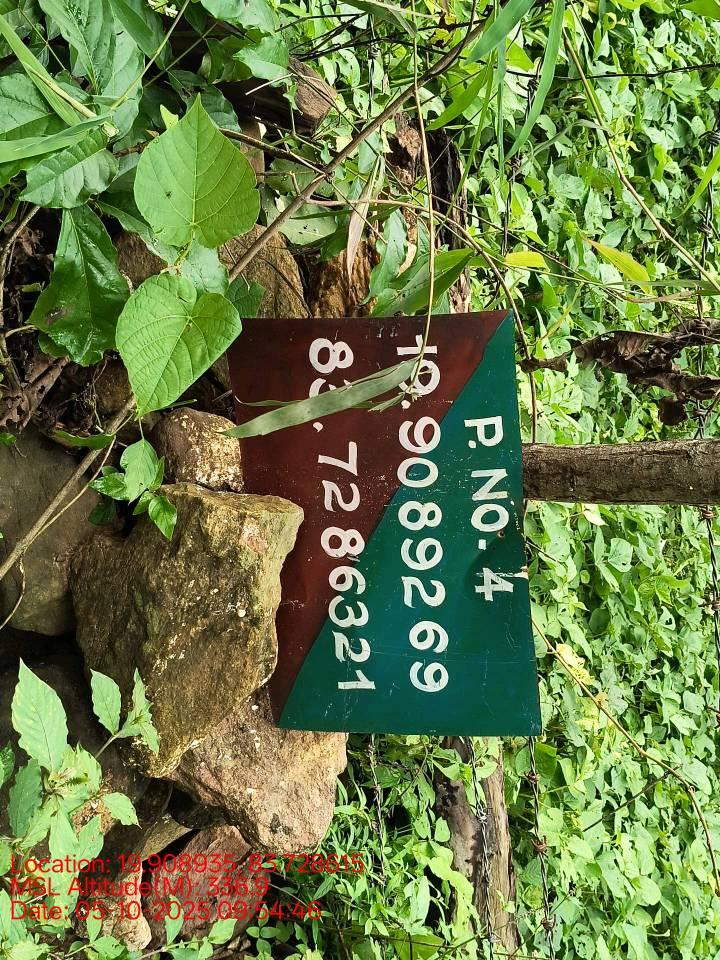 P. NO- 4
19.9089269
83.7286321
Location: 19.908935-83.728615
MSL Altitude(M): 336.9
Date: 05-10-2025 09:54:46